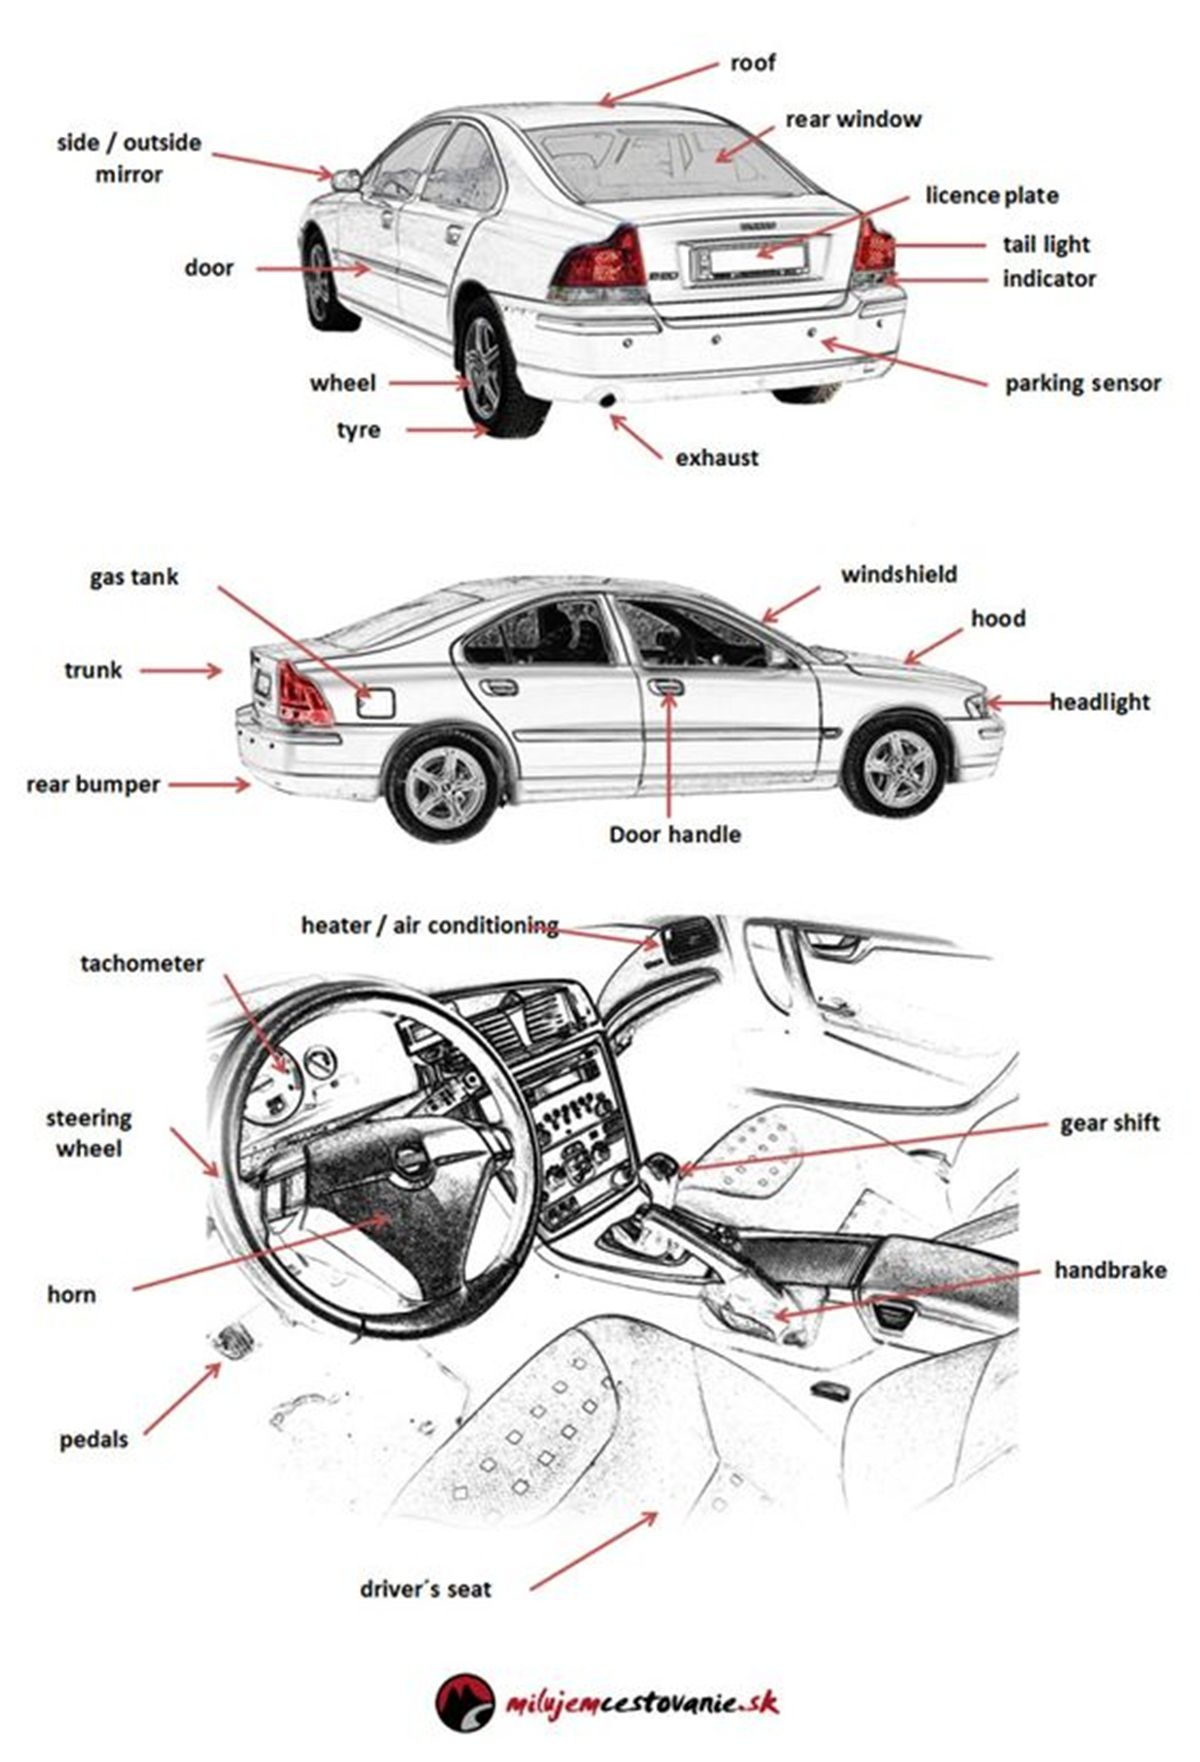 roof
rear window
side / outside
mirror
licence plate
tail light
door
indicator
wheel
parking sensor
tyre
exhaust
gas tank
windshield
hood
trunk
headlight
rear bumper
Door handle
heater / air conditioning
tachometer
steering
wheel
gear shift
horn
handbrake
pedals
driver´s seat
milujemcestovanie.sk